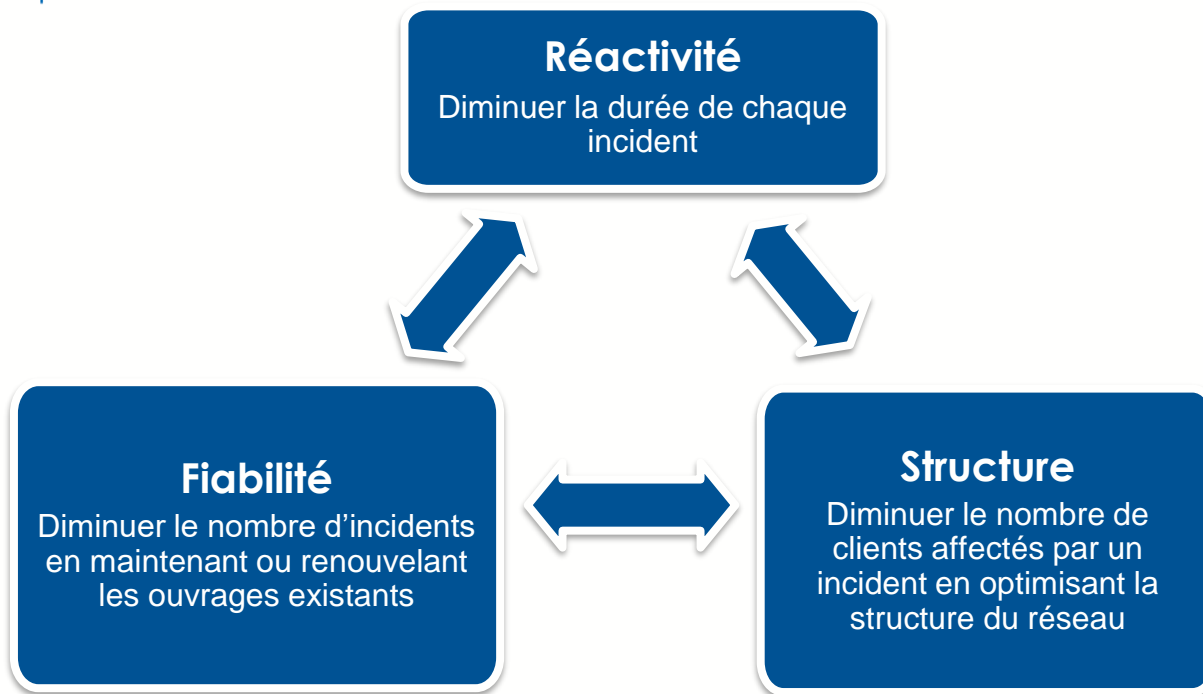 Réactivité
Diminuer la durée de chaque
incident
Fiabilité
Diminuer le nombre d’incidents
en maintenant ou renouvelant
les ouvrages existants
Structure
Diminuer le nombre de
clients affectés par un
incident en optimisant la
structure du réseau